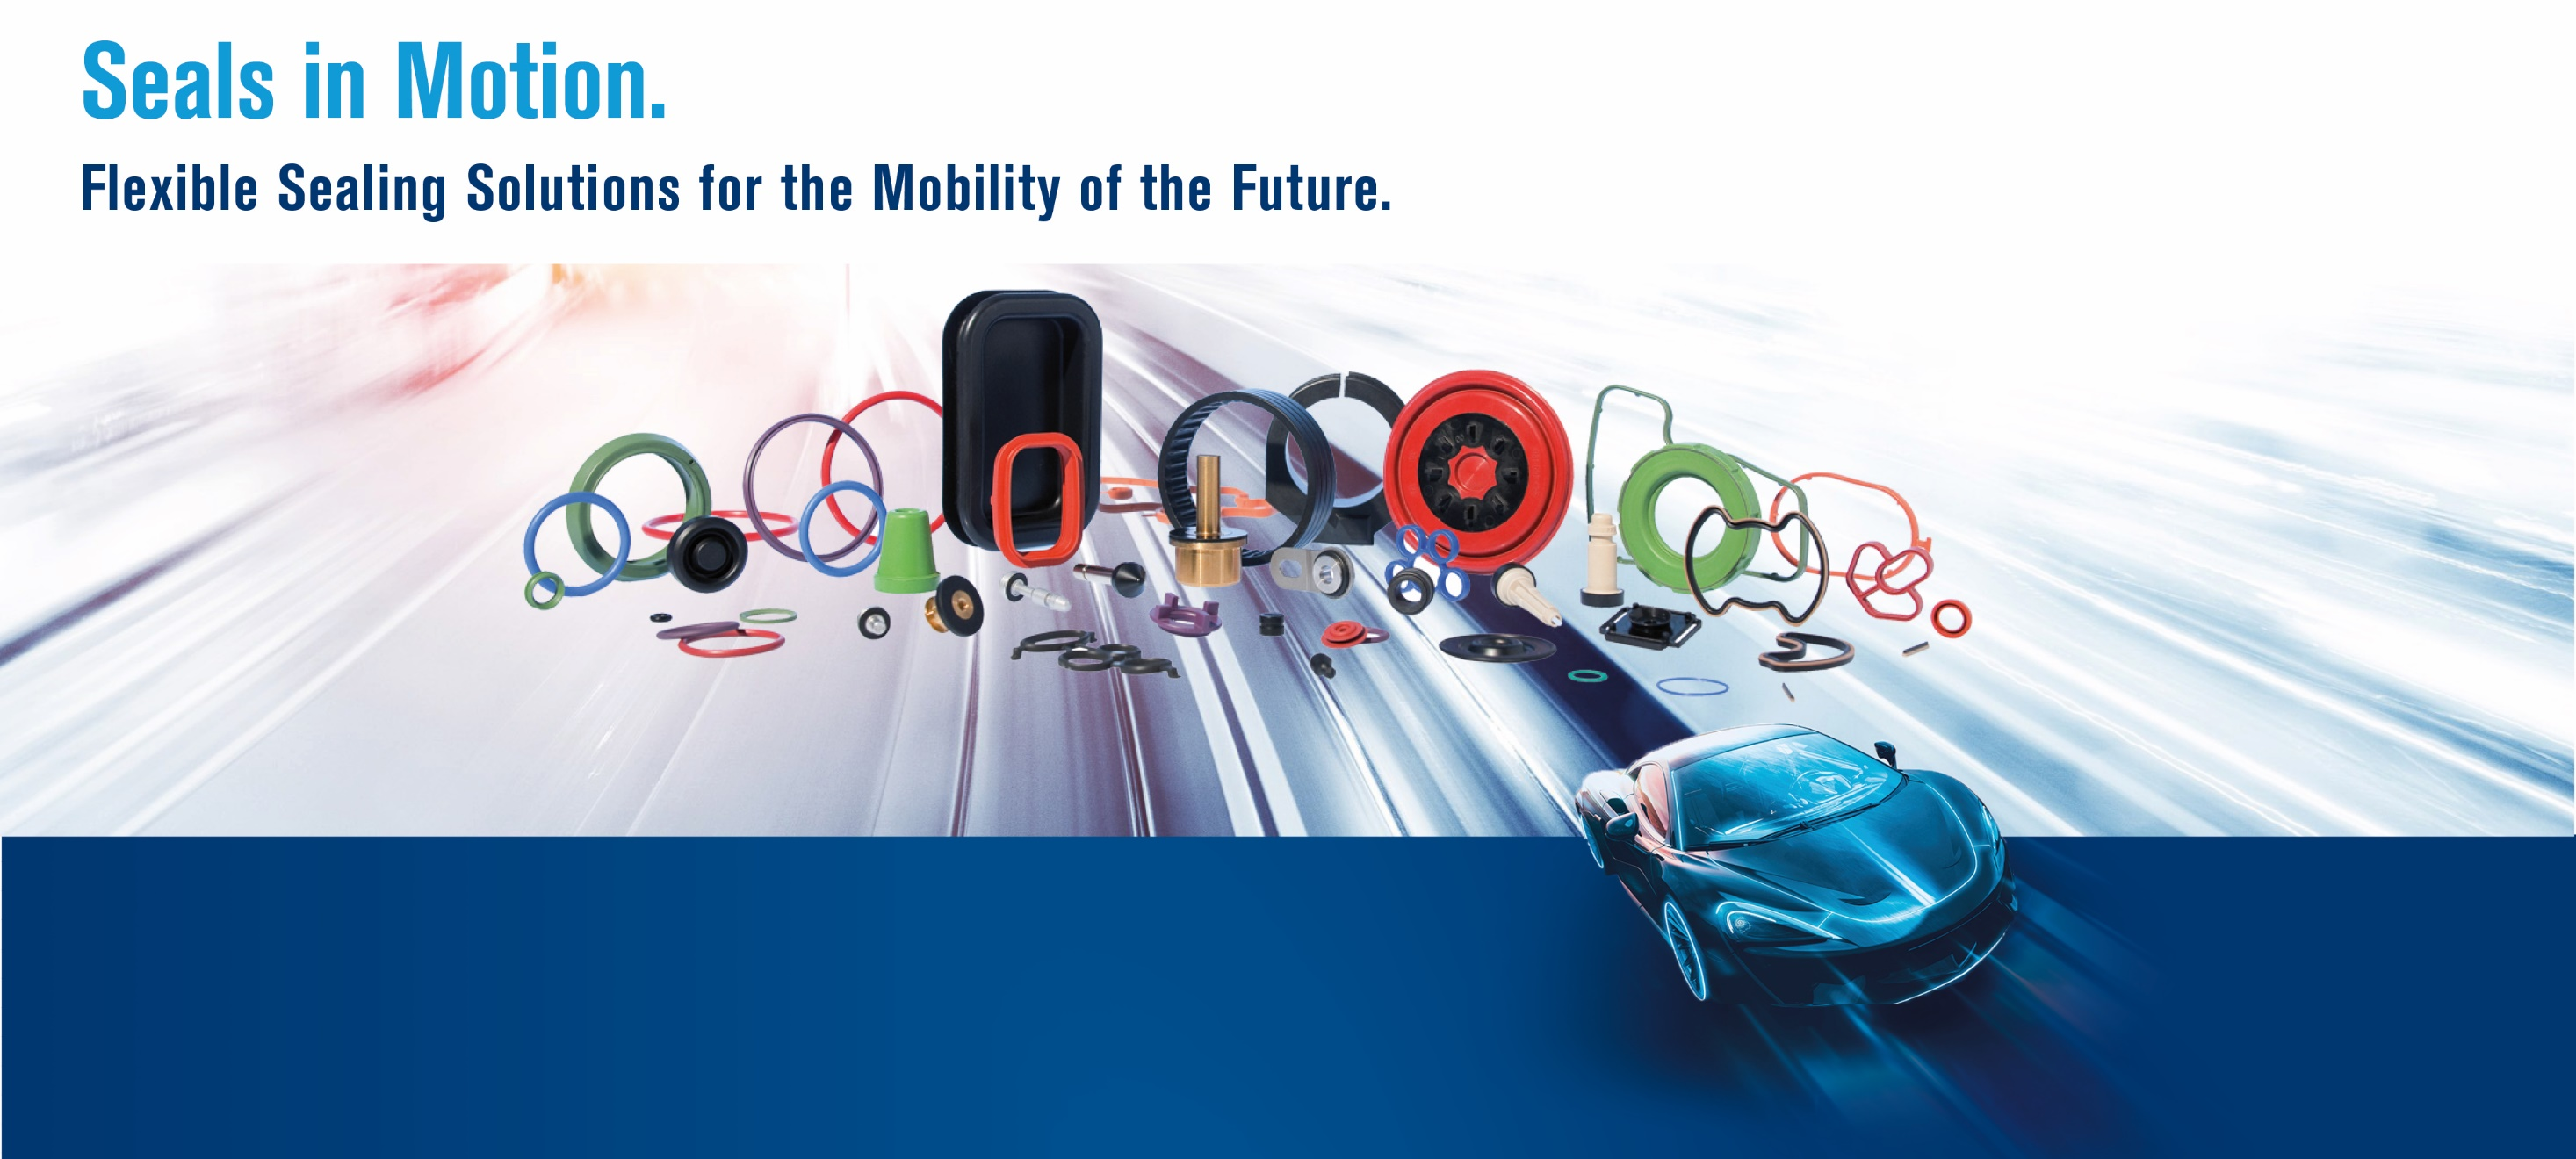 Seals in Motion.
Flexible Sealing Solutions for the Mobility of the Future.